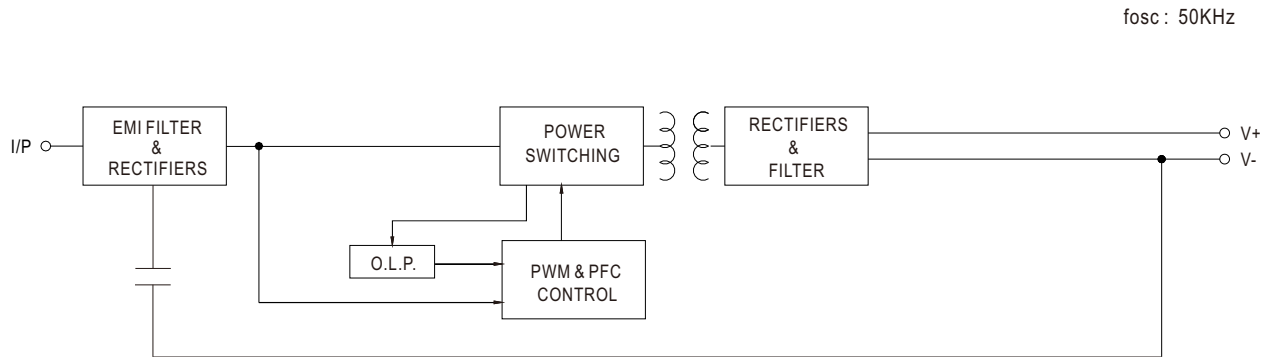 fosc : 50KHz
I/P
EMI FILTER
&
RECTIFIERS
POWER
SWITCHING
RECTIFIERS
&
FILTER
V+
V-
O.L.P.
PWM & PFC
CONTROL